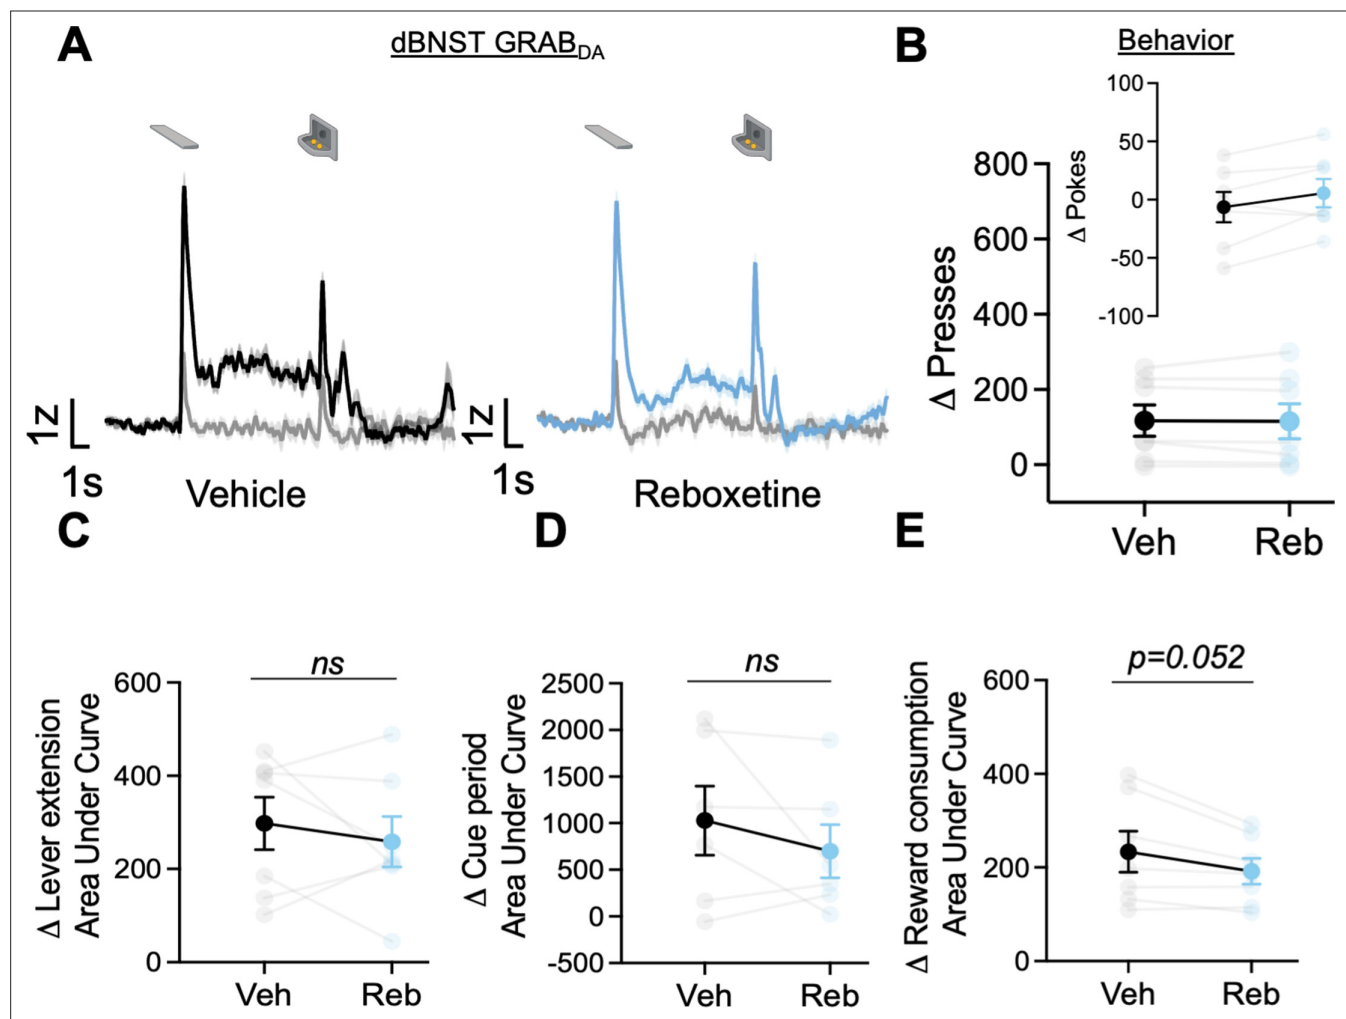 A
dBNST GRABDA
B
Behavior
1z
1s
Vehicle
1z
1s
Reboxetine
Δ Pokes
100
50
0
-50
-100
Δ Presses
800
600
400
200
0
Veh
Reb
C
Δ Lever extension
Area Under Curve
600
400
200
0
ns
Veh
Reb
D
Δ Cue period
Area Under Curve
2500
2000
1500
1000
500
0
-500
ns
Veh
Reb
E
Δ Reward consumption
Area Under Curve
600
400
200
0
p=0.052
Veh
Reb